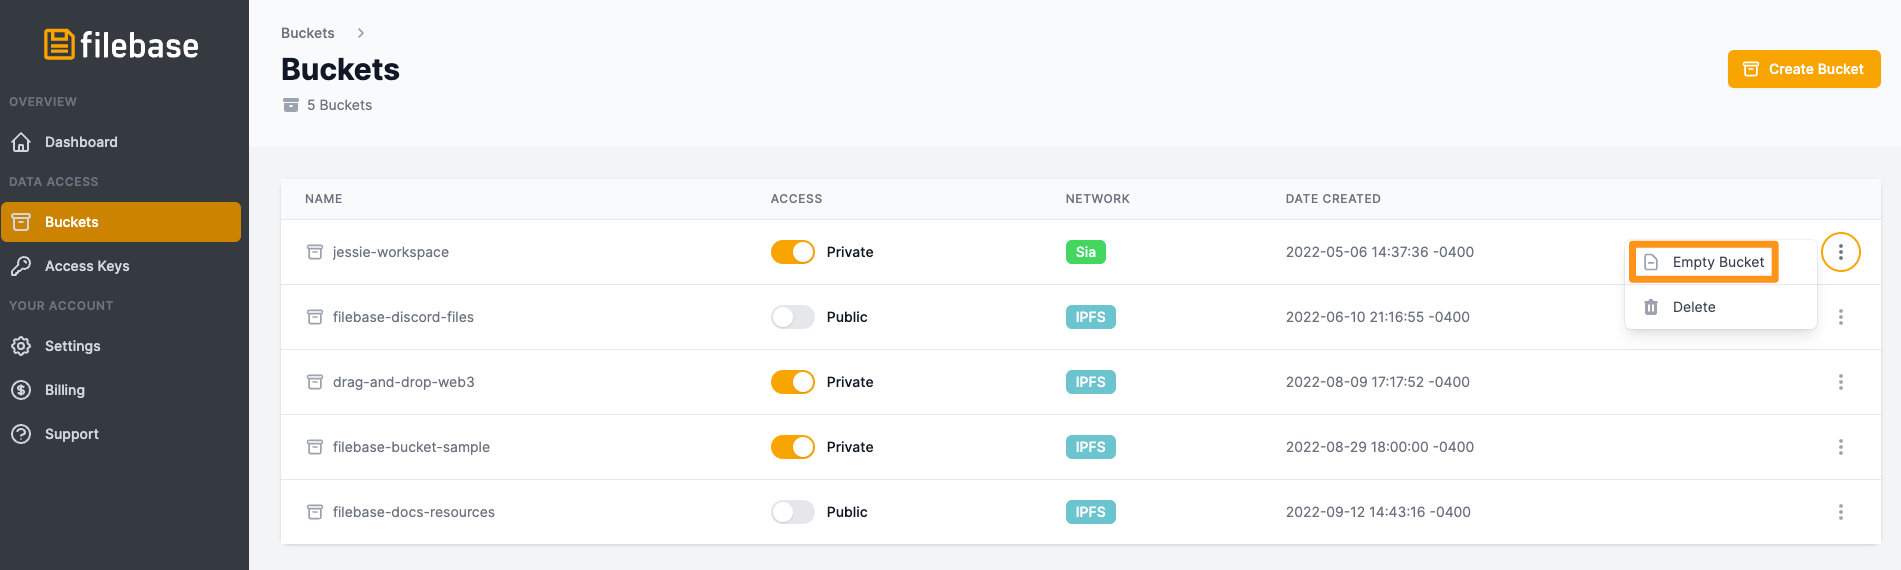 filebase
OVERVIEW
Dashboard
DATA ACCESS
Buckets
Access Keys
YOUR ACCOUNT
Settings
Billing
Support
Buckets
Buckets
5 Buckets
Create Bucket
NAME ACCESS NETWORK DATE CREATED
jessie-workspace Private Sia 2022-05-06 14:37:36 -0400
Empty Bucket
Delete
filebase-discord-files Public IPFS 2022-06-10 21:16:55 -0400
drag-and-drop-web3 Private IPFS 2022-08-09 17:17:52 -0400
filebase-bucket-sample Private IPFS 2022-08-29 18:00:00 -0400
filebase-docs-resources Public IPFS 2022-09-12 14:43:16 -0400